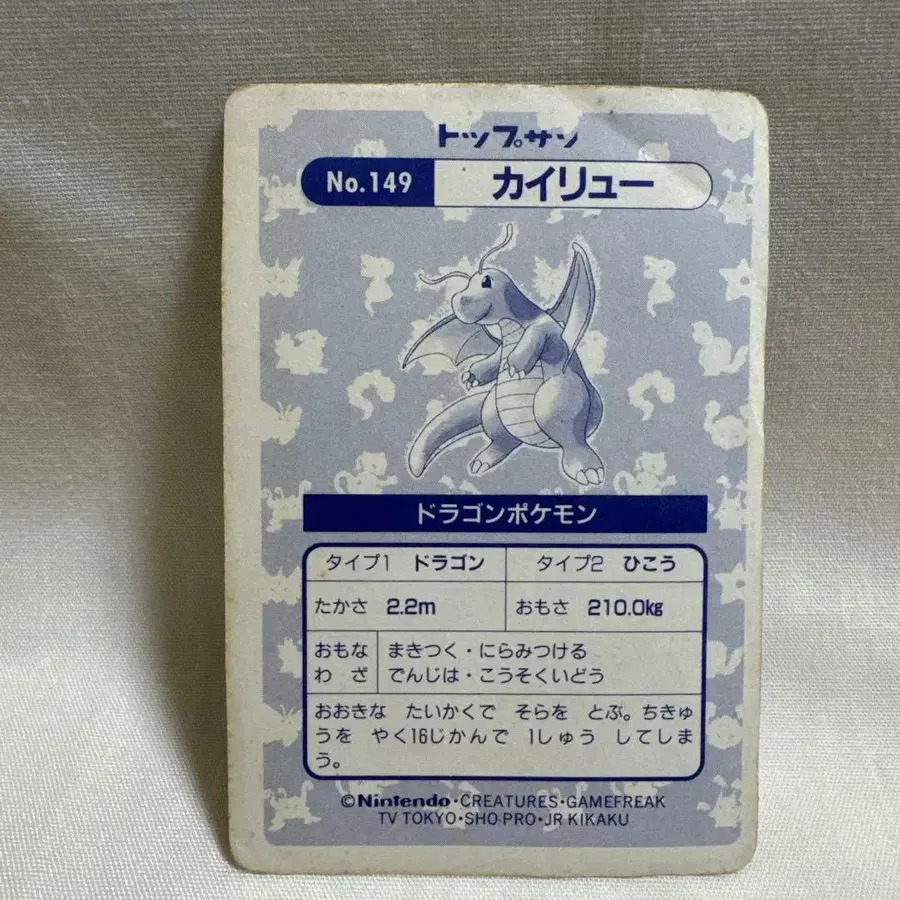 トップサン
No.149 カイリュー
ドラゴンポケモン
タイプ1 ドラゴン タイプ2 ひこう
たかさ 2.2m おもさ 210.0kg
おもな まきつく・にらみつける
わ ざ でんじは・こうそくいどう
おおきな たいかくで そらを とぶ。ちきゅ
うを やく16じかんで 1しゅう してしま
う。
©Nintendo・CREATURES・GAMEFREAK
TV TOKYO・SHO-PRO・JR KIKAKU